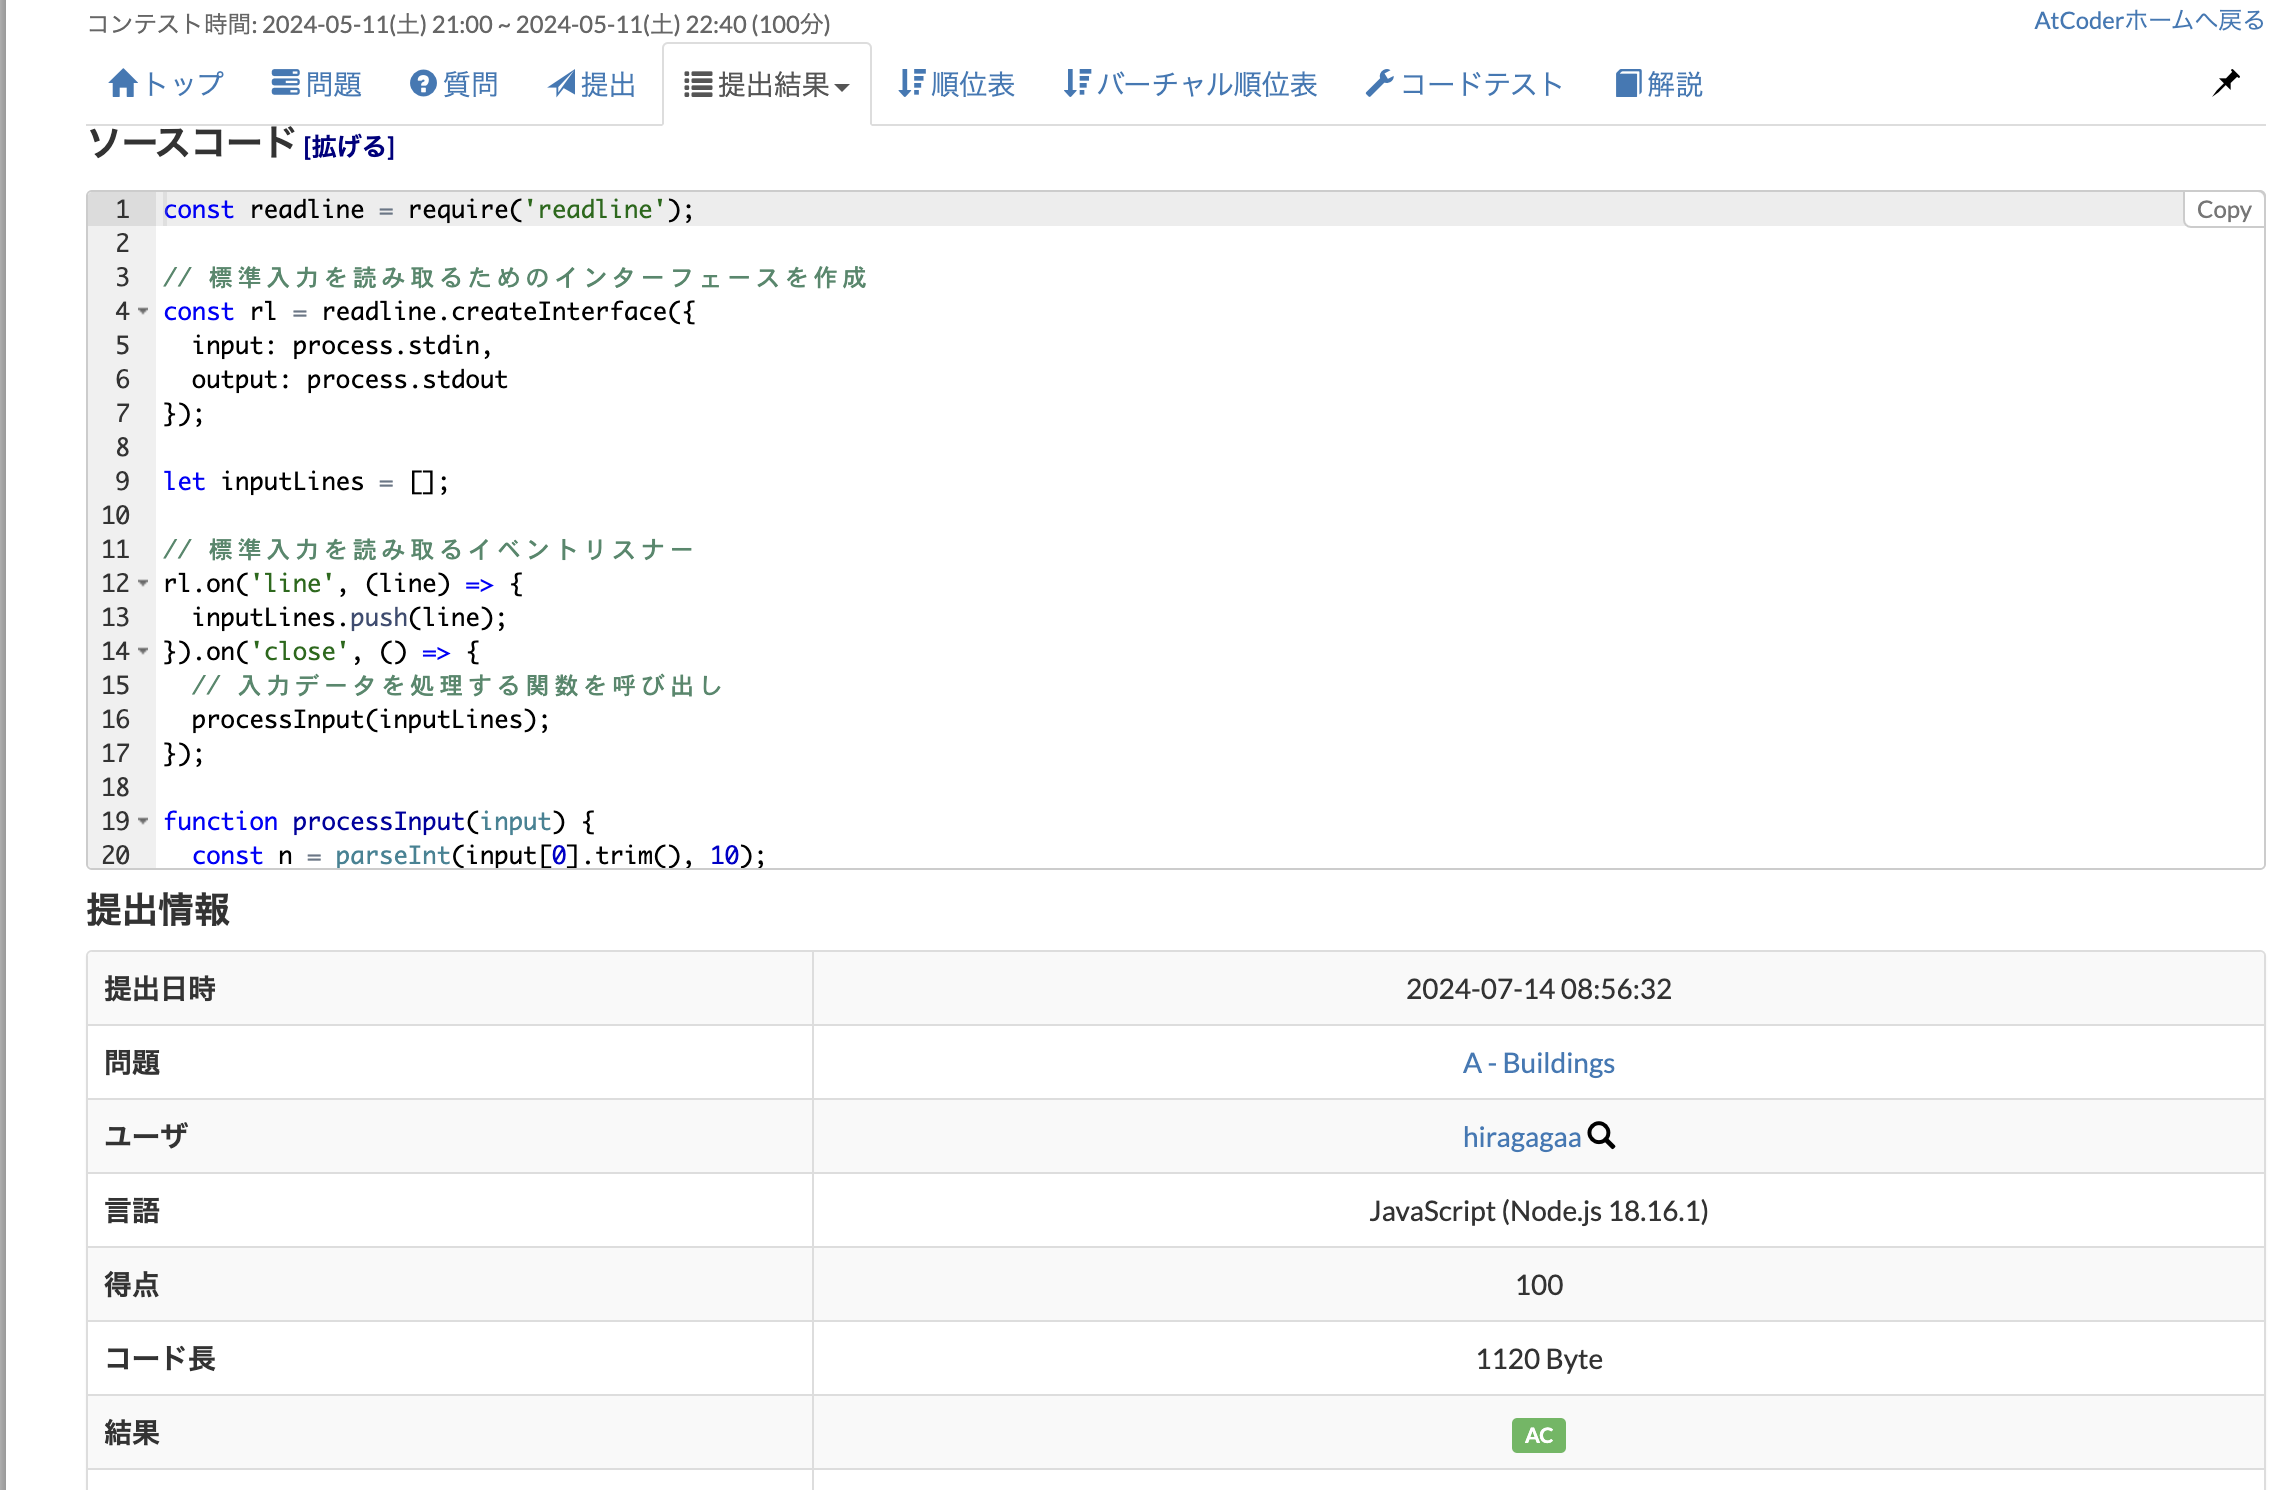 コンテスト時間: 2024-05-11(土) 21:00 ~ 2024-05-11(土) 22:40 (100分)
AtCoderホームへ戻る
トップ 問題 質問 提出 提出結果 順位表 バーチャル順位表 コードテスト 解説
ソースコード [拡げる]
Copy
1 const readline = require('readline');
2
3 // 標準入力を読み取るためのインターフェースを作成
4 const rl = readline.createInterface({
5   input: process.stdin,
6   output: process.stdout
7 });
8
9 let inputLines = [];
10
11 // 標準入力を読み取るイベントリスナー
12 rl.on('line', (line) => {
13   inputLines.push(line);
14 }).on('close', () => {
15   // 入力データを処理する関数を呼び出し
16   processInput(inputLines);
17 });
18
19 function processInput(input) {
20   const n = parseInt(input[0].trim(), 10);
提出情報
提出日時 2024-07-14 08:56:32
問題 A - Buildings
ユーザ hiragagaa
言語 JavaScript (Node.js 18.16.1)
得点 100
コード長 1120 Byte
結果 AC